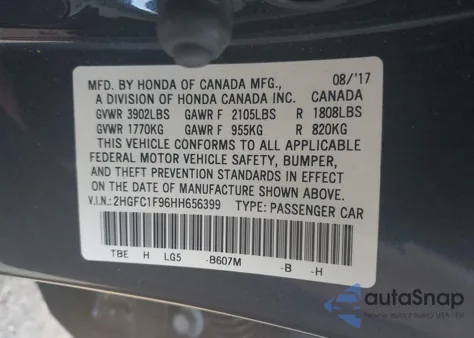 MFD. BY HONDA OF CANADA MFG., 08/'17
A DIVISION OF HONDA CANADA INC. CANADA
GVWR 3902LBS GAWR F 2105LBS R 1808LBS
GVWR 1770KG GAWR F 955KG R 820KG
THIS VEHICLE CONFORMS TO ALL APPLICABLE
FEDERAL MOTOR VEHICLE SAFETY, BUMPER,
AND THEFT PREVENTION STANDARDS IN EFFECT
ON THE DATE OF MANUFACTURE SHOWN ABOVE.
V.I.N.: 2HGFC1F96HH656399 TYPE: PASSENGER CAR
TBE H LG5 -B607M -B -H
autoSnap